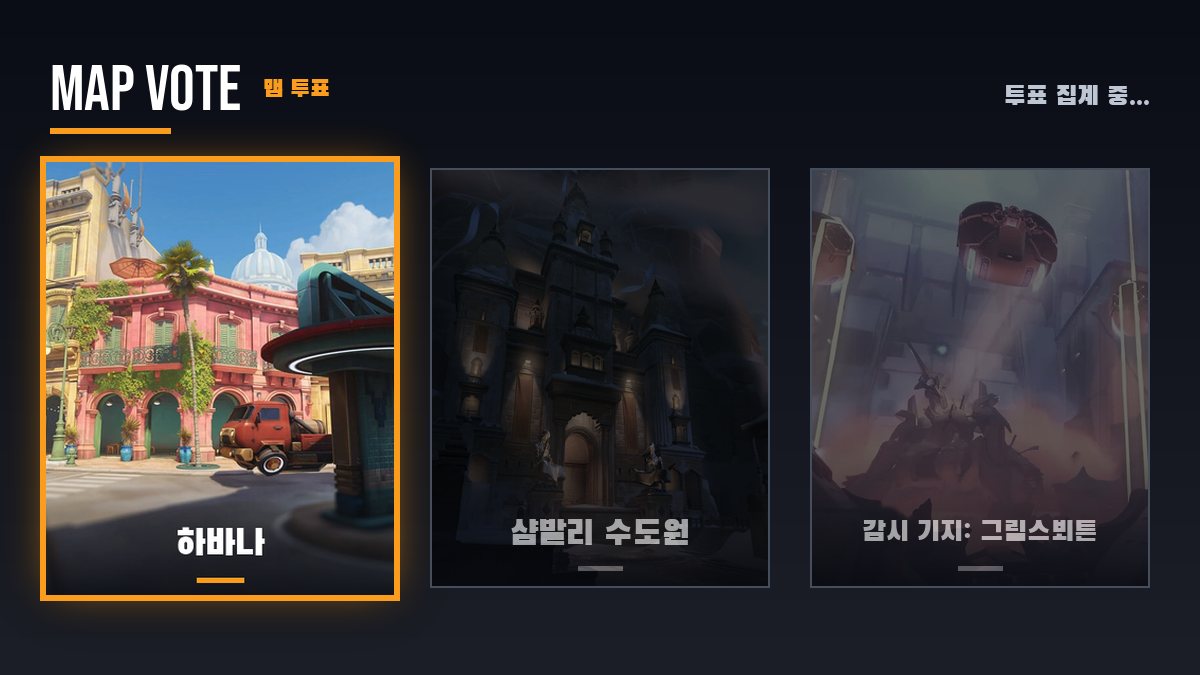 MAP VOTE
맵 투표
투표 집계 중...
하바나
샴발리 수도원
감시 기지: 그림스뵈튼